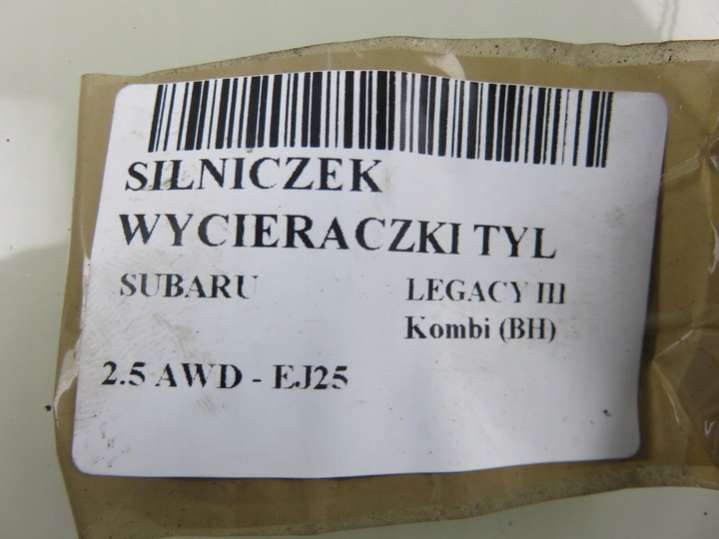 SILNICZEK
WYCIERACZKI TYL
SUBARU LEGACY III
Kombi (BH)
2.5 AWD - EJ25